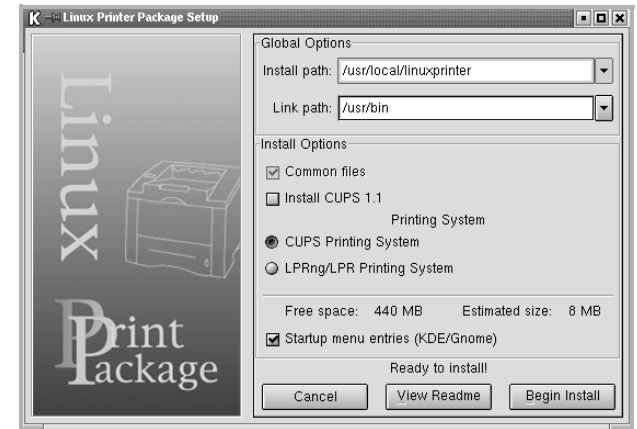 Linux Printer Package Setup
Linux
Print
Package
Global Options
Install path: /usr/local/linuxprinter
Link path: /usr/bin
Install Options
Common files
Install CUPS 1.1
Printing System
CUPS Printing System
LPRng/LPR Printing System
Free space: 440 MB Estimated size: 8 MB
Startup menu entries (KDE/Gnome)
Ready to install!
Cancel View Readme Begin Install